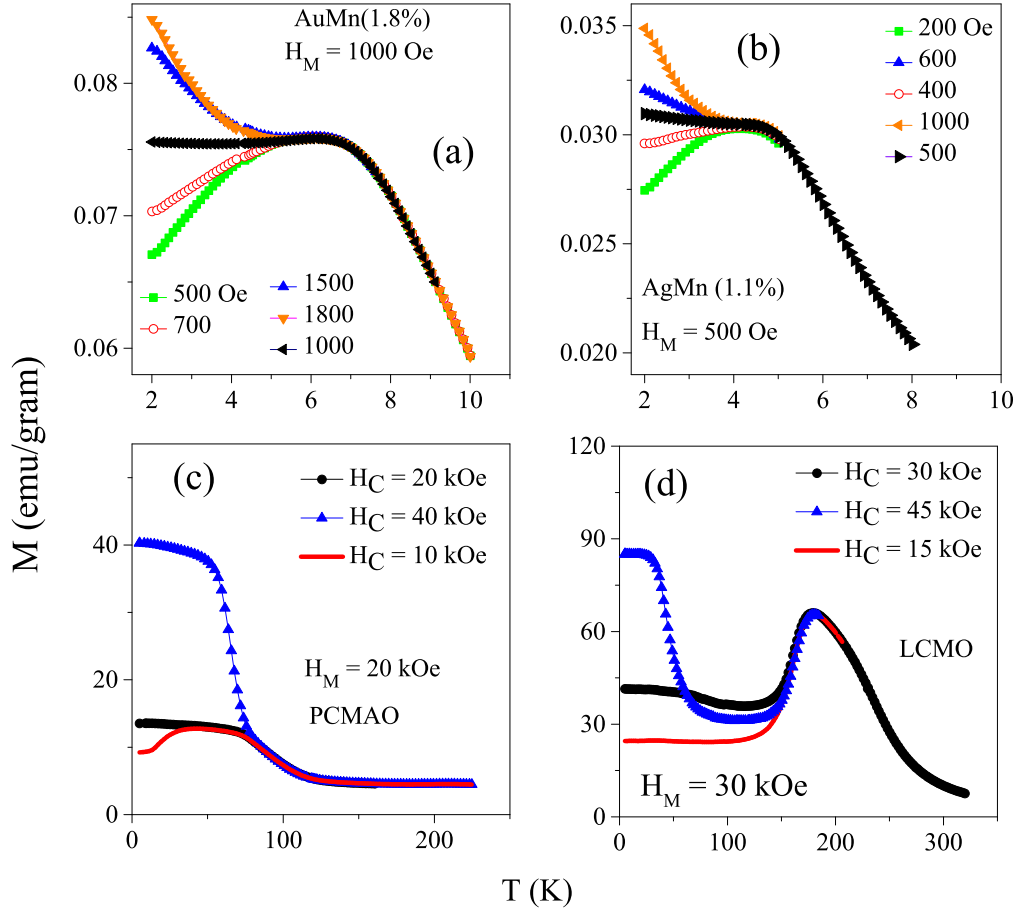 M (emu/gram)
AuMn(1.8%)
H_M = 1000 Oe
(a)
0.08
0.07
0.06
500 Oe
700
1500
1800
1000
2 4 6 8 10
(b)
200 Oe
600
400
1000
500
0.035
0.030
0.025
0.020
AgMn (1.1%)
H_M = 500 Oe
2 4 6 8 10
(c)
H_C = 20 kOe
H_C = 40 kOe
H_C = 10 kOe
40
20
0
H_M = 20 kOe
PCMAO
0 100 200
(d)
H_C = 30 kOe
H_C = 45 kOe
H_C = 15 kOe
120
90
60
30
0
LCMO
H_M = 30 kOe
0 100 200 300
T (K)